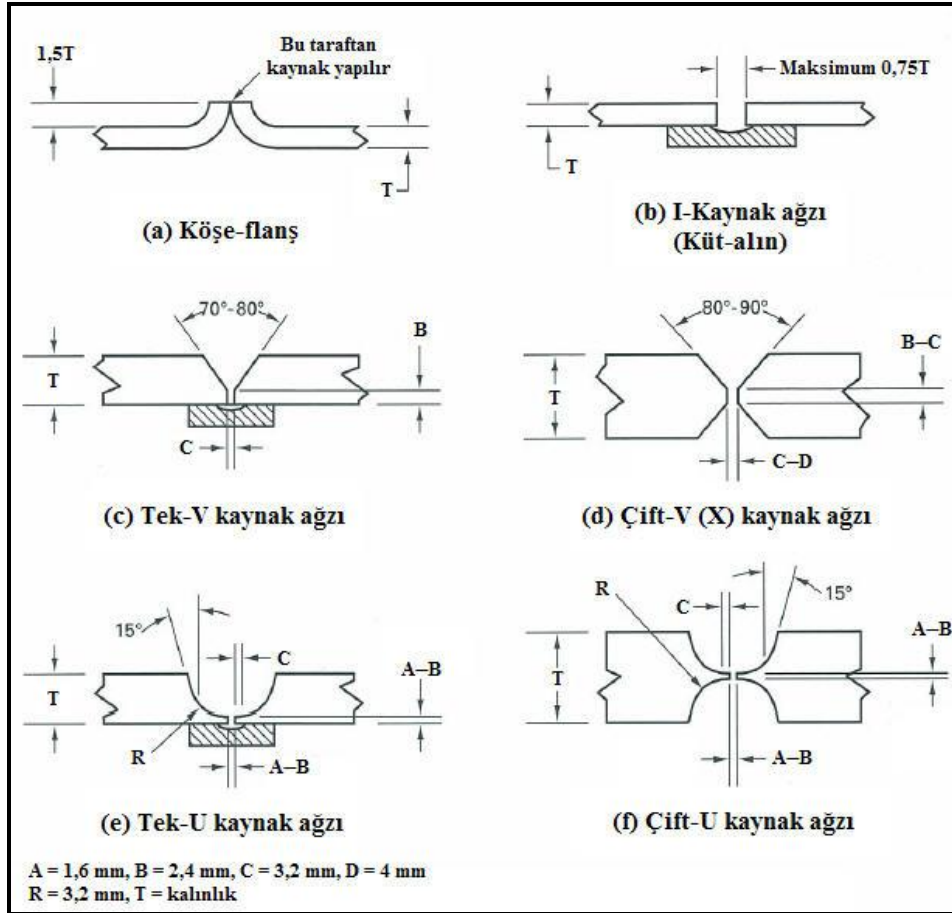 1,5T
Bu taraftan
kaynak yapılır
T
(a) Köşe-flanş
Maksimum 0,75T
T
(b) I-Kaynak ağzı
(Küt-alın)
70°-80°
B
T
C
(c) Tek-V kaynak ağzı
80°-90°
B–C
T
C–D
(d) Çift-V (X) kaynak ağzı
15°
C
T
A–B
R
A–B
(e) Tek-U kaynak ağzı
R
C
15°
A–B
T
A–B
(f) Çift-U kaynak ağzı
A = 1,6 mm, B = 2,4 mm, C = 3,2 mm, D = 4 mm
R = 3,2 mm, T = kalınlık